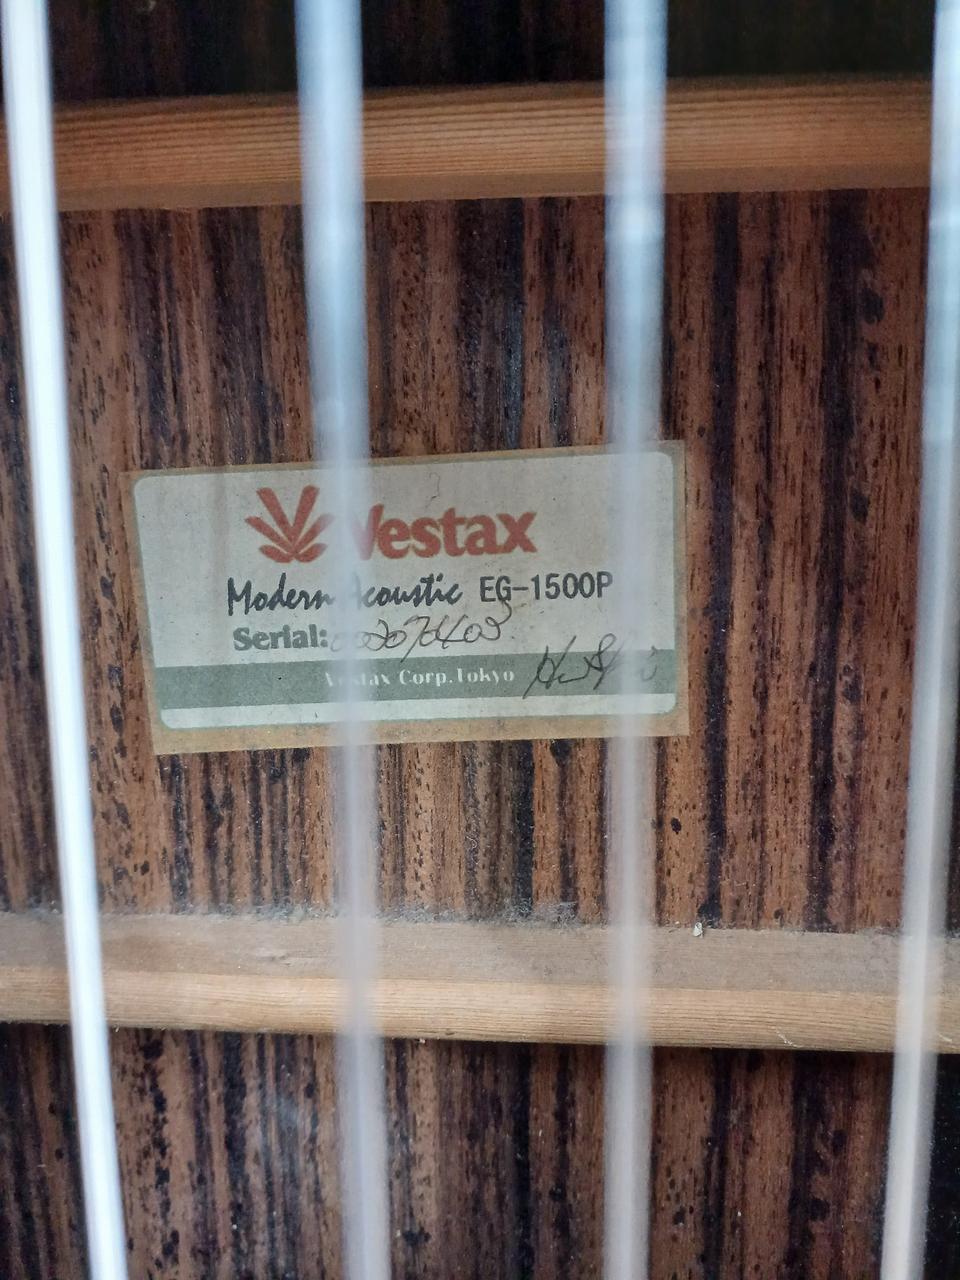 Vestax
Modern Acoustic EG-1500P
Serial:
Vestax Corp.Tokyo